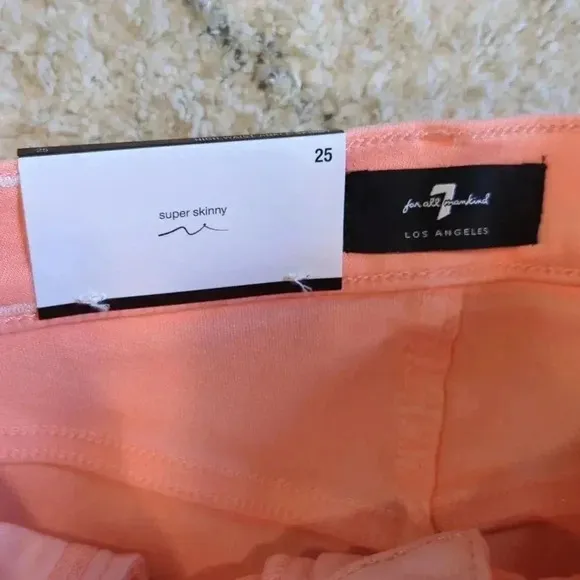 25
super skinny
7
for all mankind
LOS ANGELES